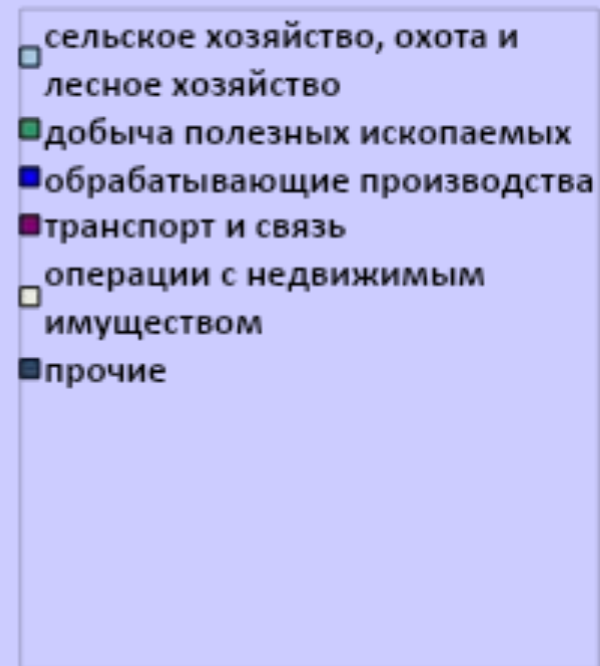 сельское хозяйство, охота и
лесное хозяйство
добыча полезных ископаемых
обрабатывающие производства
транспорт и связь
операции с недвижимым
имуществом
прочие